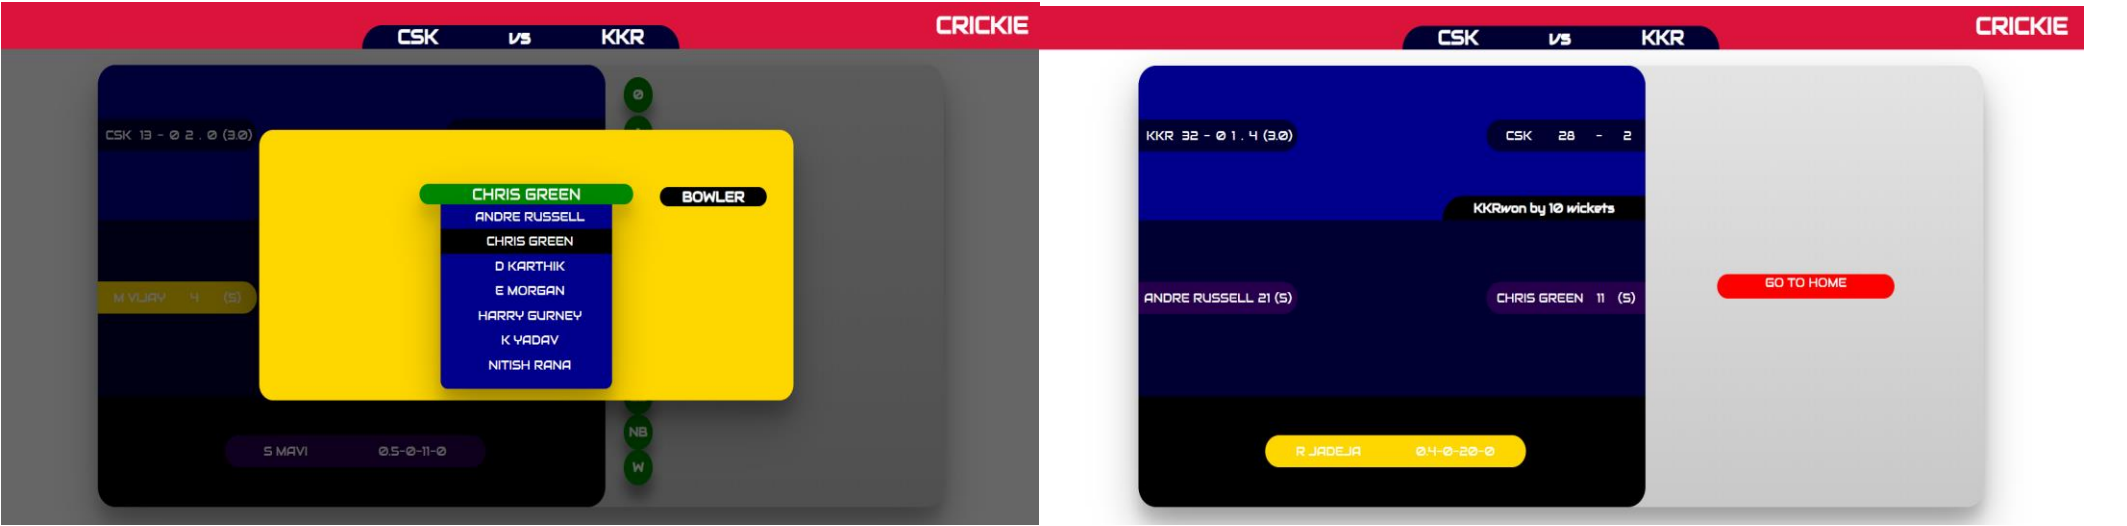 CRICKIE
CSK vs KKR
0
CSK 13 - 0 2 . 0 (3.0)
CHRIS GREEN
BOWLER
ANDRE RUSSELL
CHRIS GREEN
D KARTHIK
E MORGAN
HARRY GURNEY
K YADAV
NITISH RANA
M VIJAY 4 (5)
NB
S MAVI 0.5-0-11-0
W
CRICKIE
CSK vs KKR
KKR 32 - 0 1 . 4 (3.0)
CSK 28 - 2
KKRwon by 10 wickets
GO TO HOME
ANDRE RUSSELL 21 (5)
CHRIS GREEN 11 (5)
R JADEJA 0.4-0-20-0